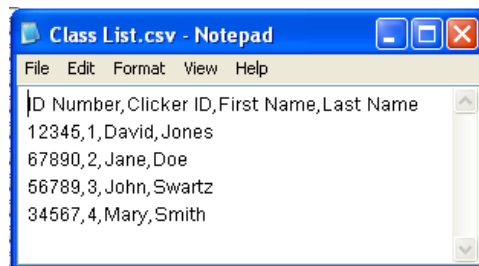 Class List.csv - Notepad
File Edit Format View Help
ID Number,Clicker ID,First Name,Last Name
12345,1,David,Jones
67890,2,Jane,Doe
56789,3,John,Swartz
34567,4,Mary,Smith